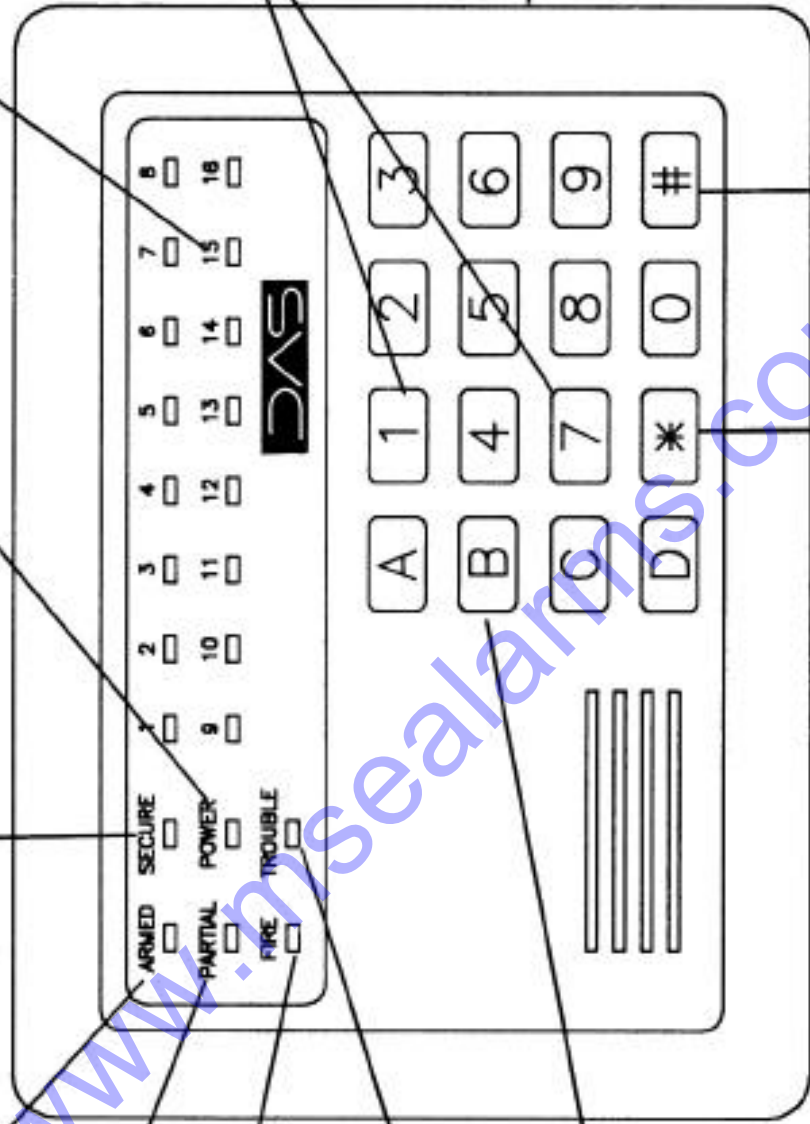 ARMED SECURE 1 2 3 4 5 6 7 8
PARTIAL POWER 9 10 11 12 13 14 15 16
FIRE TROUBLE DAS
A 1 2 3
B 4 5 6
C 7 8 9
D * 0 #
www.msealarms.co